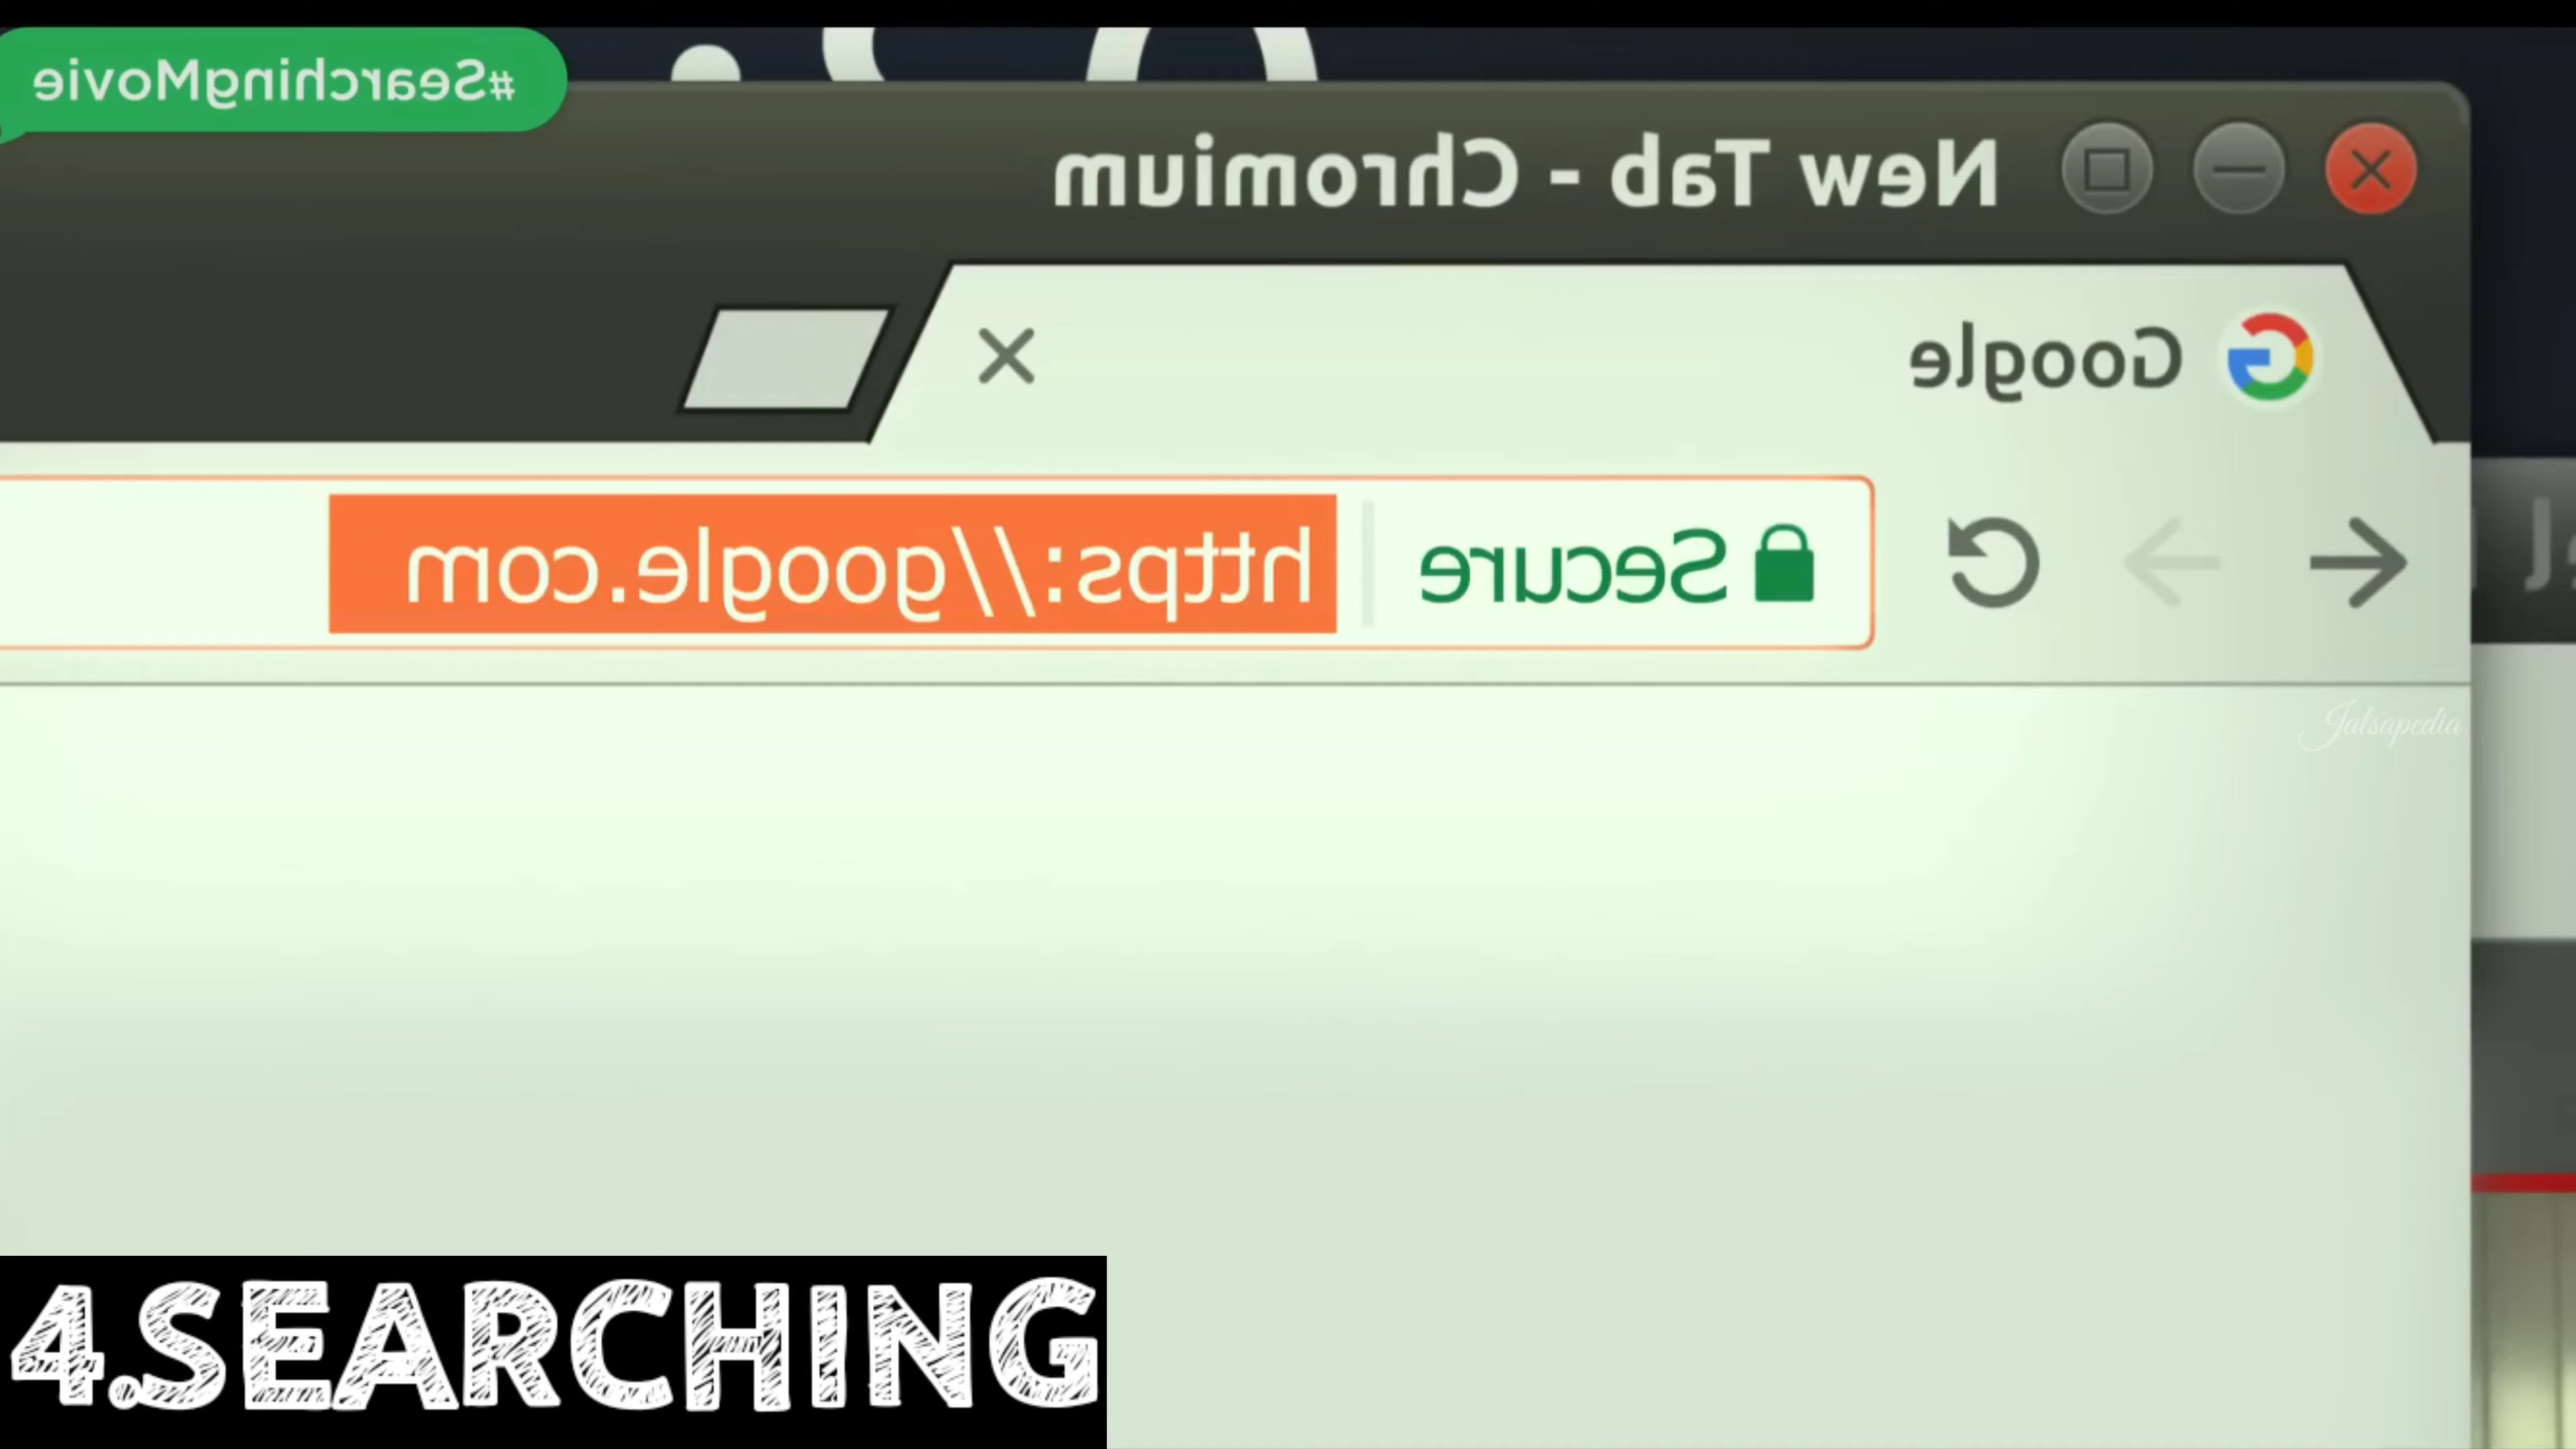 #SearchingMovie
New Tab - Chromium
Google
Secure
https://google.com
Jalsapedia
4.SEARCHING